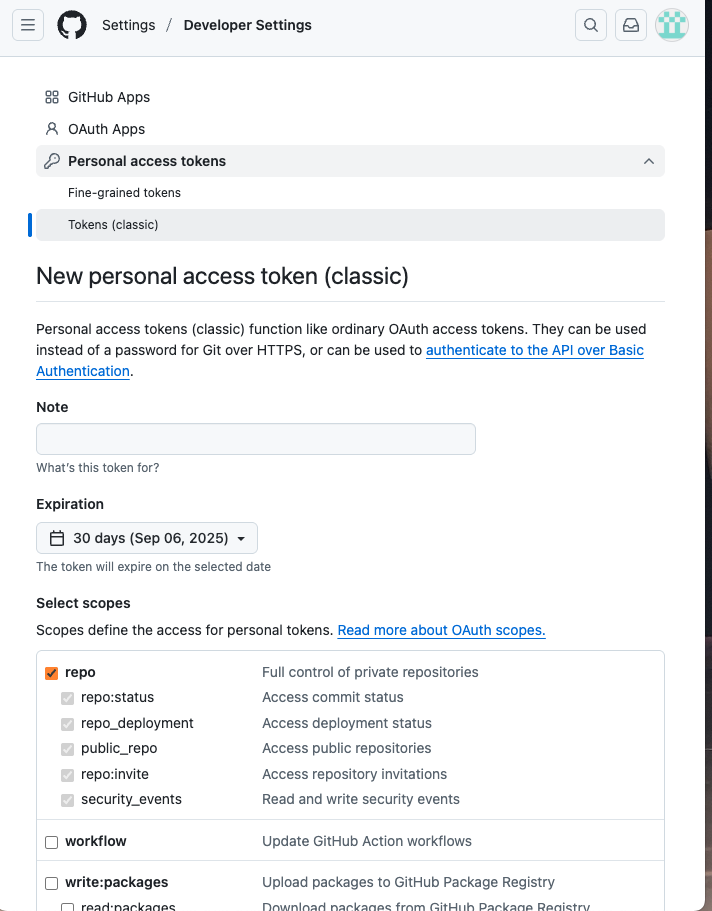 Settings / Developer Settings
GitHub Apps
OAuth Apps
Personal access tokens
Fine-grained tokens
Tokens (classic)
New personal access token (classic)
Personal access tokens (classic) function like ordinary OAuth access tokens. They can be used
instead of a password for Git over HTTPS, or can be used to authenticate to the API over Basic
Authentication.
Note
What's this token for?
Expiration
30 days (Sep 06, 2025)
The token will expire on the selected date
Select scopes
Scopes define the access for personal tokens. Read more about OAuth scopes.
repo Full control of private repositories
repo:status Access commit status
repo_deployment Access deployment status
public_repo Access public repositories
repo:invite Access repository invitations
security_events Read and write security events
workflow Update GitHub Action workflows
write:packages Upload packages to GitHub Package Registry
read:packages Download packages from GitHub Package Registry